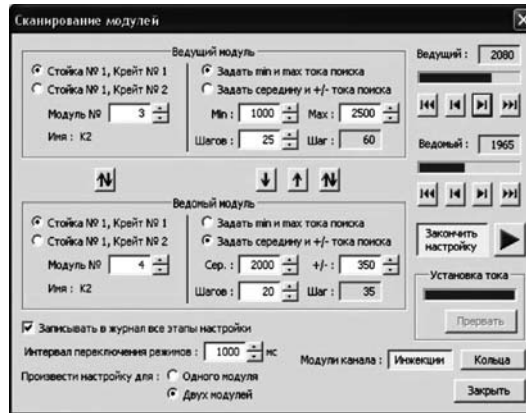 Сканирование модулей
Ведущий модуль
Стойка № 1, Крейт № 1
Стойка № 1, Крейт № 2
Модуль № 3
Имя : K2
Задать min и max тока поиска
Задать середину и +/- тока поиска
Min : 1000 Max : 2500
Шагов : 25 Шаг : 60
Ведущий : 2080
Ведомый : 1965
Ведомый модуль
Стойка № 1, Крейт № 1
Стойка № 1, Крейт № 2
Модуль № 4
Имя : K2
Задать min и max тока поиска
Задать середину и +/- тока поиска
Сер. : 2000 +/- : 350
Шагов : 20 Шаг : 35
Закончить
настройку
Установка тока
Прервать
Записывать в журнал все этапы настройки
Интервал переключения режимов : 1000 мс
Произвести настройку для : Одного модуля
Двух модулей
Модули канала : Инжекции Кольца
Закрыть